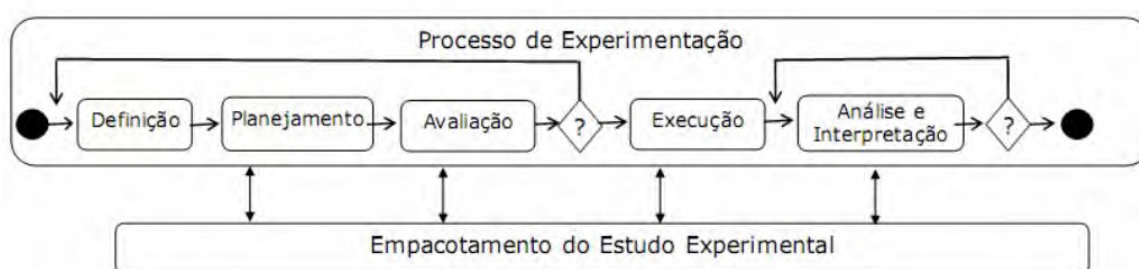 Processo de Experimentação
Definição
Planejamento
Avaliação
?
Execução
Análise e
Interpretação
?
Empacotamento do Estudo Experimental